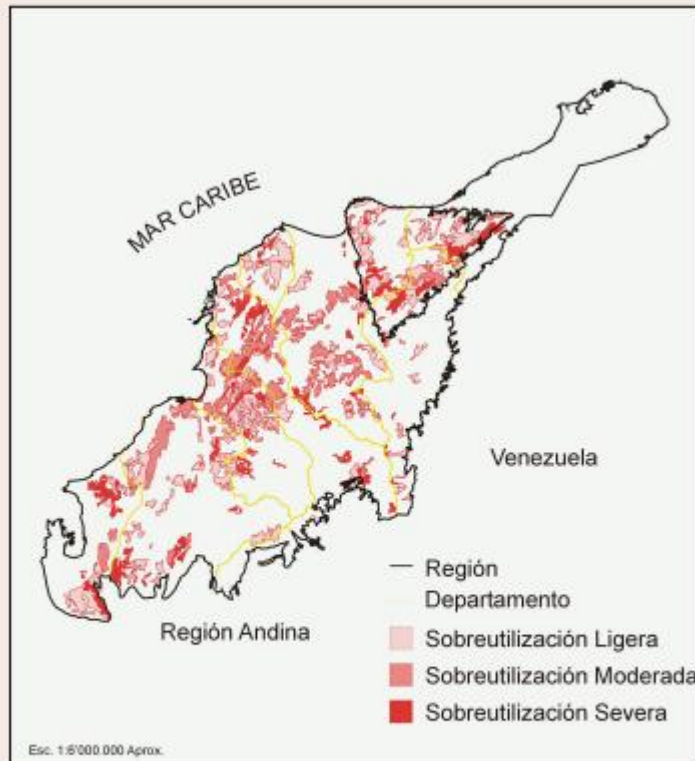 MAR CARIBE
Venezuela
Región Andina
Región
Departamento
Sobreutilización Ligera
Sobreutilización Moderada
Sobreutilización Severa
Esc. 1:6'000.000 Aprox.